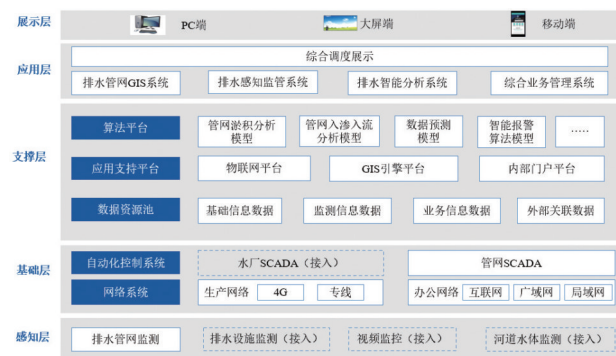 展示层 PC端 大屏端 移动端
综合调度展示
应用层
排水管网GIS系统 排水感知监管系统 排水智能分析系统 综合业务管理系统
算法平台 管网淤积分析模型 管网入渗入流分析模型 数据预测模型 智能报警算法模型 .....
支撑层
应用支持平台 物联网平台 GIS引擎平台 内部门户平台
数据资源池 基础信息数据 监测信息数据 业务信息数据 外部关联数据
自动化控制系统 水厂SCADA（接入） 管网SCADA
基础层
网络系统 生产网络 4G 专线 办公网络 互联网 广域网 局域网
感知层 排水管网监测 排水设施监测（接入） 视频监控（接入） 河道水体监测（接入）